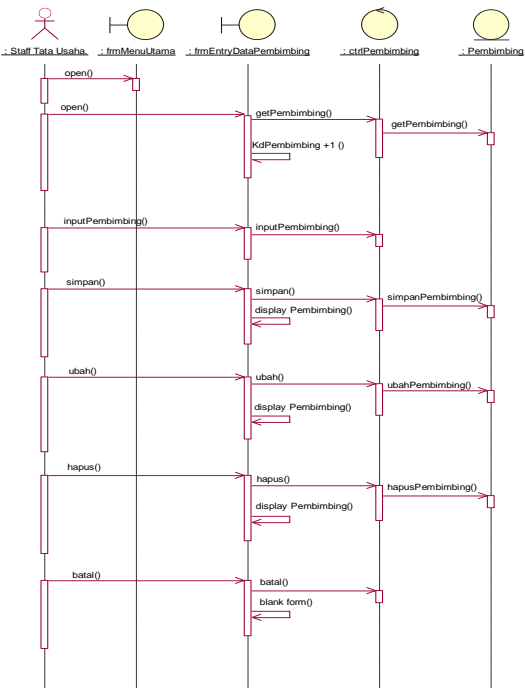 : Staff Tata Usaha.
: frmMenuUtama
: frmEntryDataPembimbing
: ctrlPembimbing
: Pembimbing
open()
open()
getPembimbing()
getPembimbing()
KdPembimbing +1 ()
inputPembimbing()
inputPembimbing()
simpan()
simpan()
simpanPembimbing()
display Pembimbing()
ubah()
ubah()
ubahPembimbing()
display Pembimbing()
hapus()
hapus()
hapusPembimbing()
display Pembimbing()
batal()
batal()
blank form()